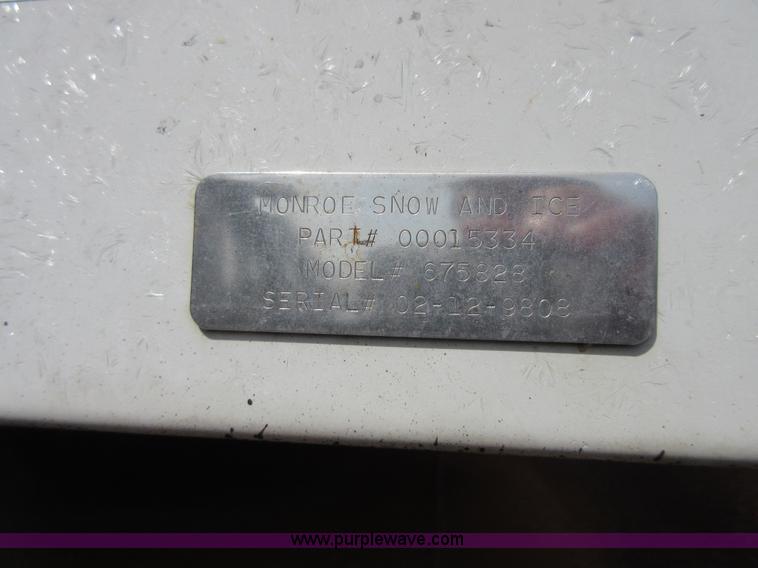 MONROE SNOW AND ICE
PART# 00015334
MODEL# 675828
SERIAL# 02-12-9808
www.purplewave.com